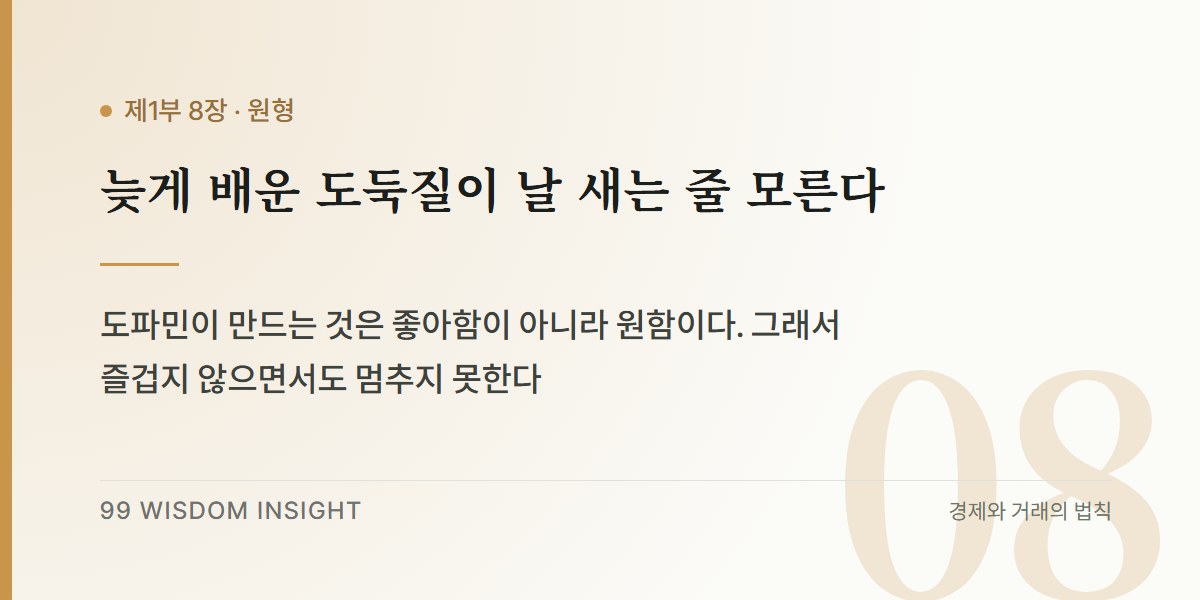 제1부 8장 · 원형
늦게 배운 도둑질이 날 새는 줄 모른다
도파민이 만드는 것은 좋아함이 아니라 원함이다. 그래서
즐겁지 않으면서도 멈추지 못한다
08
99 WISDOM INSIGHT
경제와 거래의 법칙